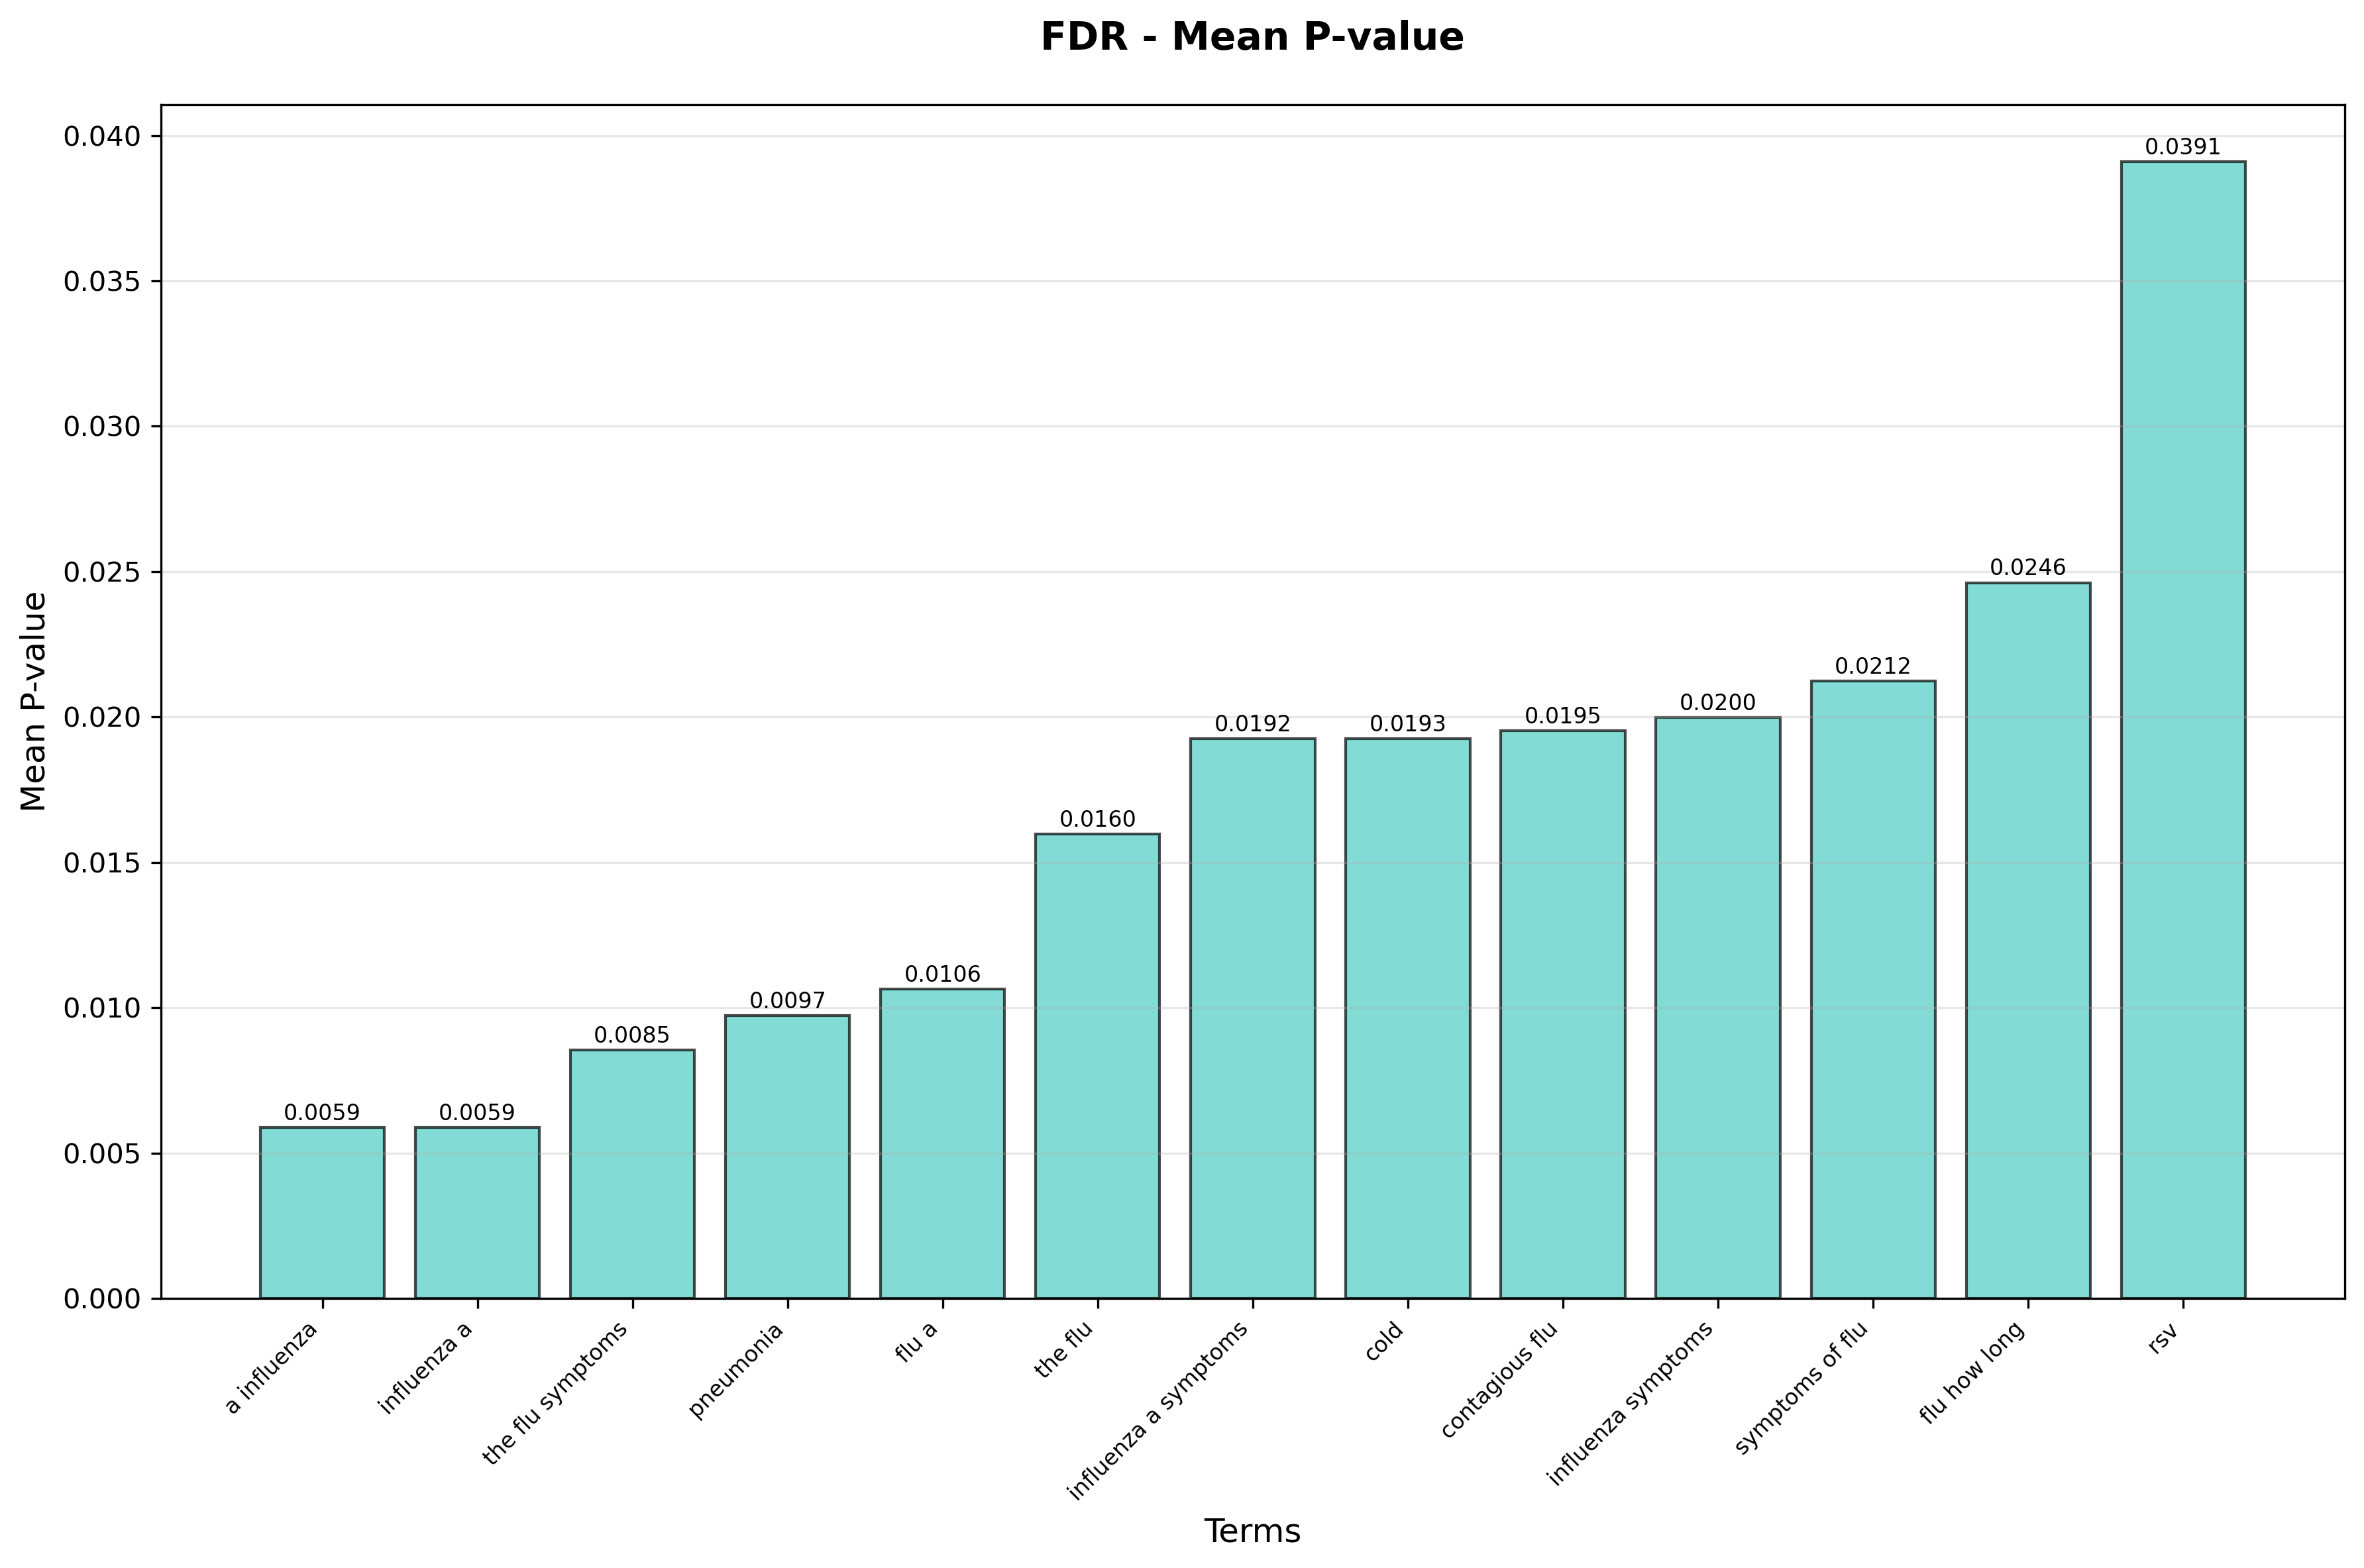 FDR - Mean P-value
Mean P-value
0.040
0.035
0.030
0.025
0.020
0.015
0.010
0.005
0.000
0.0059
0.0059
0.0085
0.0097
0.0106
0.0160
0.0192
0.0193
0.0195
0.0200
0.0212
0.0246
0.0391
a influenza
influenza a
the flu symptoms
pneumonia
flu a
the flu
influenza a symptoms
cold
contagious flu
influenza symptoms
symptoms of flu
flu how long
rsv
Terms